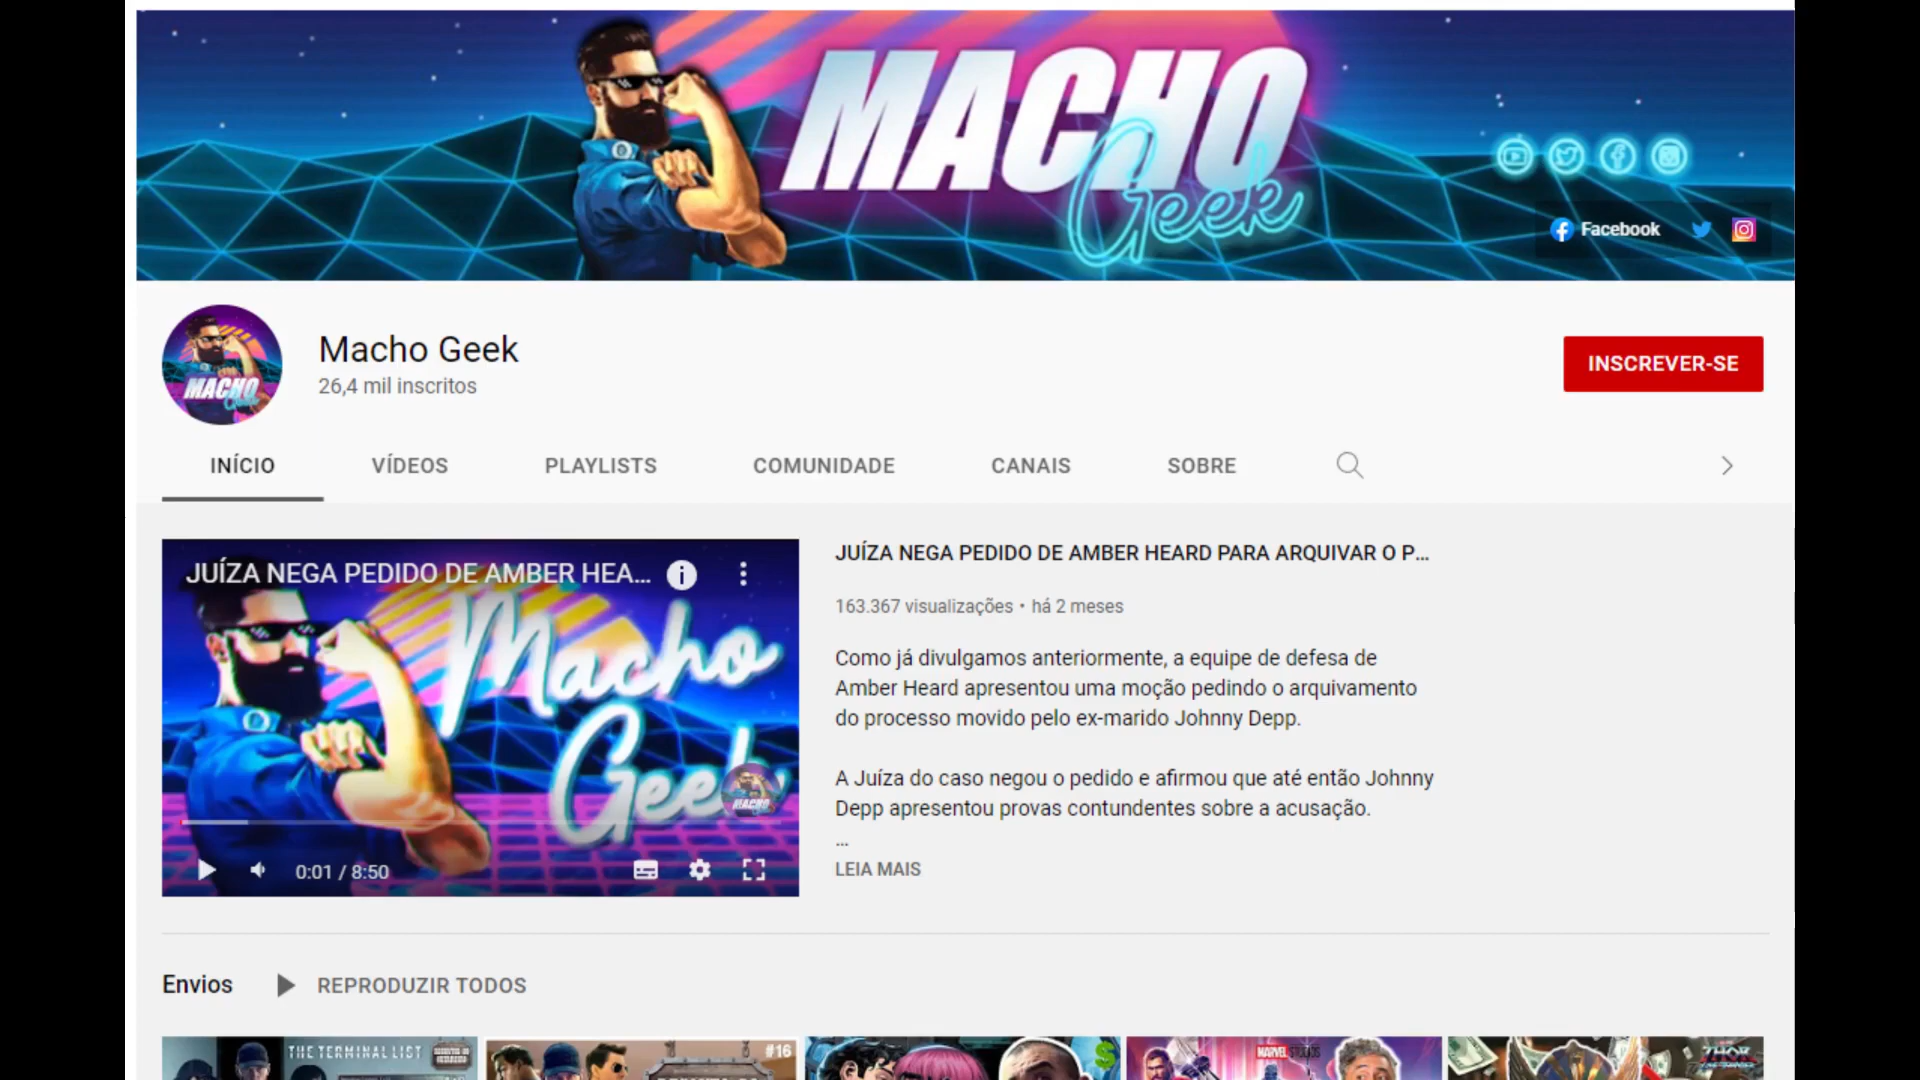 MACHO
Geek
Facebook
Macho Geek
26,4 mil inscritos
INSCREVER-SE
MACHO
INÍCIO
VÍDEOS
PLAYLISTS
COMUNIDADE
CANAIS
SOBRE
JUÍZA NEGA PEDIDO DE AMBER HEA...
Macho
Geek
MACHO
0:01 / 8:50
JUÍZA NEGA PEDIDO DE AMBER HEARD PARA ARQUIVAR O P...
163.367 visualizações • há 2 meses
Como já divulgamos anteriormente, a equipe de defesa de
Amber Heard apresentou uma moção pedindo o arquivamento
do processo movido pelo ex-marido Johnny Depp.
A Juíza do caso negou o pedido e afirmou que até então Johnny
Depp apresentou provas contundentes sobre a acusação.
...
LEIA MAIS
Envios
REPRODUZIR TODOS
THE TERMINAL LIST
#16
$
MARVEL STUDIOS
THOR